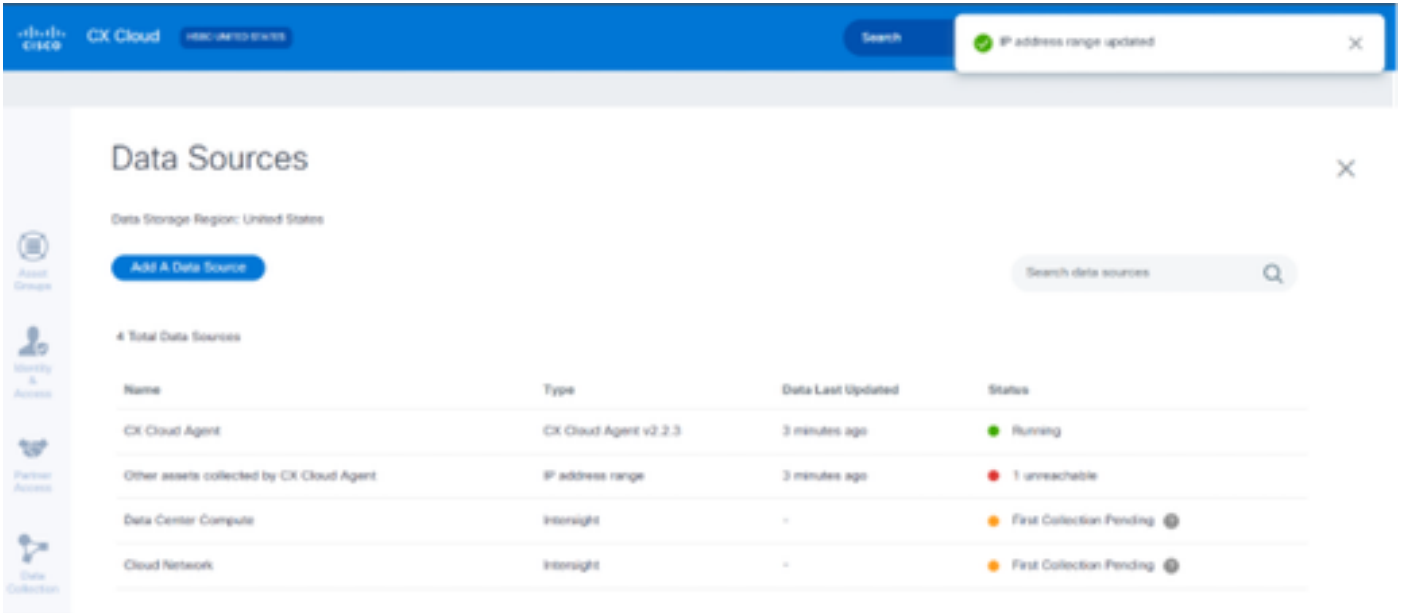 CISCO
CX Cloud
HSBC UNITED STATES
Search
IP address range updated
Data Sources
Data Storage Region: United States
Add A Data Source
Search data sources
4 Total Data Sources
Name Type Data Last Updated Status
CX Cloud Agent CX Cloud Agent v2.2.3 3 minutes ago Running
Other assets collected by CX Cloud Agent IP address range 3 minutes ago 1 unreachable
Data Center Compute Intersight - First Collection Pending ?
Cloud Network Intersight - First Collection Pending ?
Asset
Groups
Identity
&
Access
Partner
Access
Data
Collection